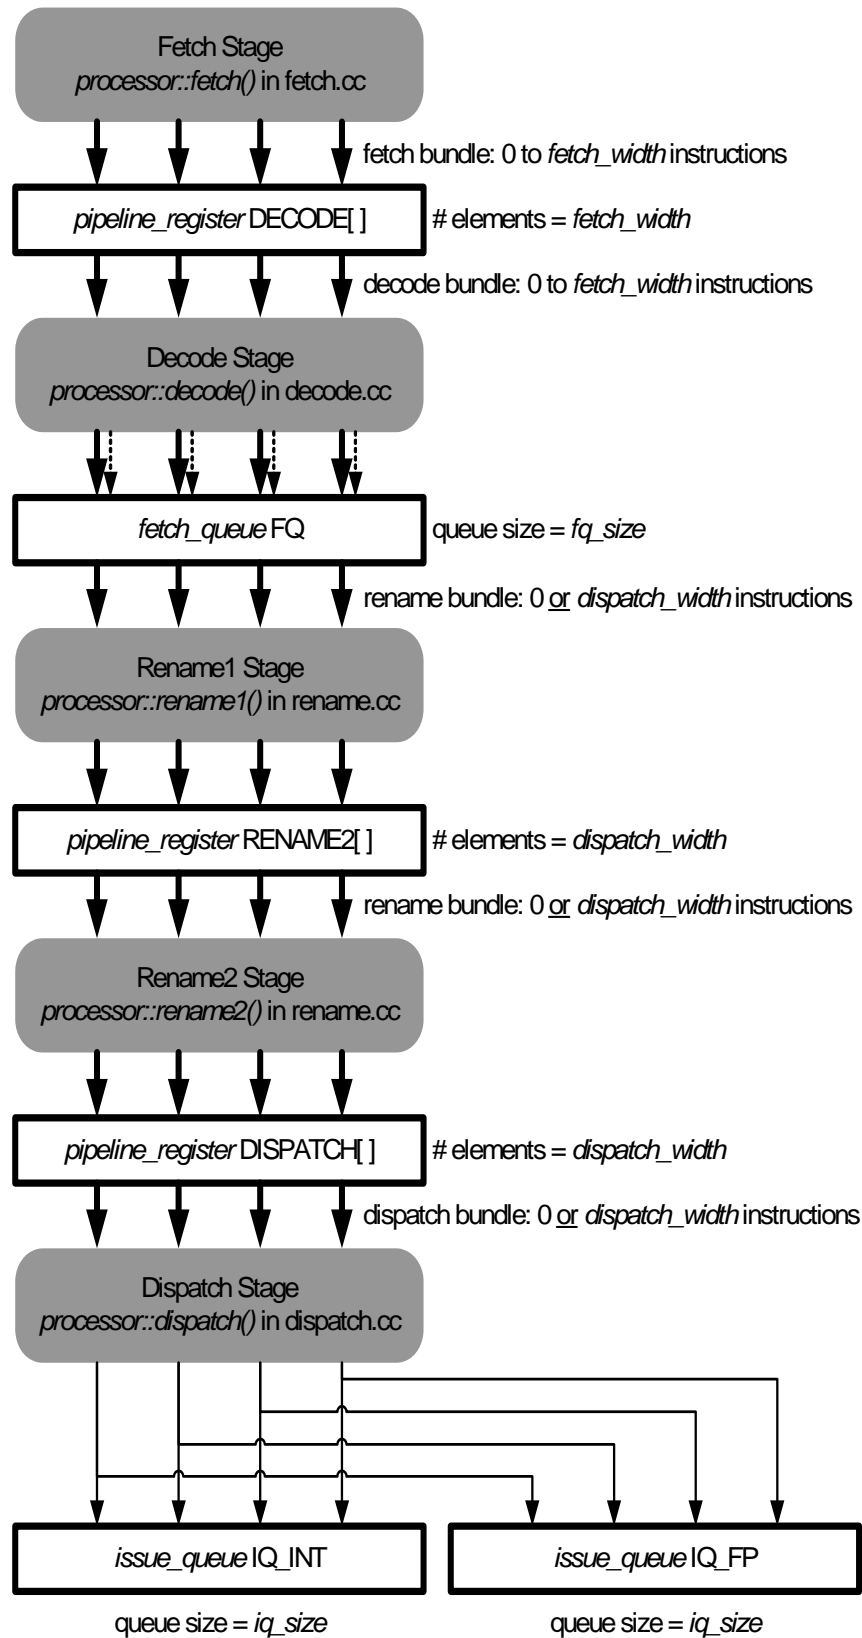 Fetch Stage
processor::fetch() in fetch.cc
fetch bundle: 0 to fetch_width instructions
pipeline_register DECODE[ ]
# elements = fetch_width
decode bundle: 0 to fetch_width instructions
Decode Stage
processor::decode() in decode.cc
fetch_queue FQ
queue size = fq_size
rename bundle: 0 or dispatch_width instructions
Rename1 Stage
processor::rename1() in rename.cc
pipeline_register RENAME2[ ]
# elements = dispatch_width
rename bundle: 0 or dispatch_width instructions
Rename2 Stage
processor::rename2() in rename.cc
pipeline_register DISPATCH[ ]
# elements = dispatch_width
dispatch bundle: 0 or dispatch_width instructions
Dispatch Stage
processor::dispatch() in dispatch.cc
issue_queue IQ_INT
issue_queue IQ_FP
queue size = iq_size
queue size = iq_size